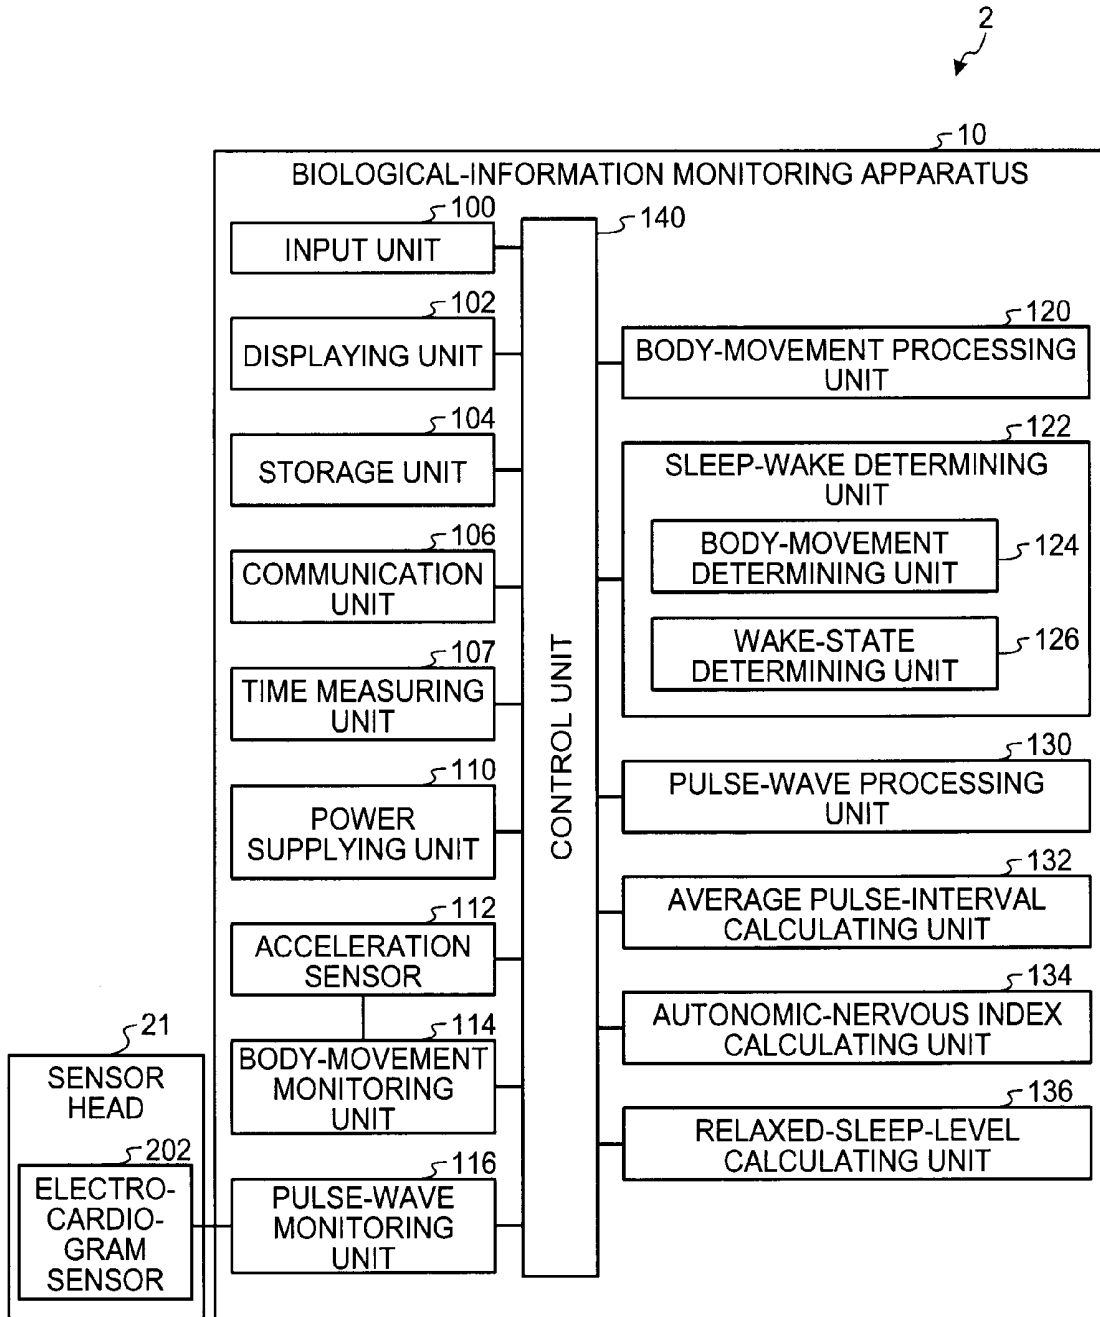 2
10
BIOLOGICAL-INFORMATION MONITORING APPARATUS
100
INPUT UNIT
102
DISPLAYING UNIT
104
STORAGE UNIT
106
COMMUNICATION
UNIT
107
TIME MEASURING
UNIT
110
POWER
SUPPLYING UNIT
112
ACCELERATION
SENSOR
114
BODY-MOVEMENT
MONITORING
UNIT
116
PULSE-WAVE
MONITORING
UNIT
21
SENSOR
HEAD
202
ELECTRO-
CARDIO-
GRAM
SENSOR
140
CONTROL UNIT
120
BODY-MOVEMENT PROCESSING
UNIT
122
SLEEP-WAKE DETERMINING
UNIT
BODY-MOVEMENT
DETERMINING UNIT
124
WAKE-STATE
DETERMINING UNIT
126
130
PULSE-WAVE PROCESSING
UNIT
132
AVERAGE PULSE-INTERVAL
CALCULATING UNIT
134
AUTONOMIC-NERVOUS INDEX
CALCULATING UNIT
136
RELAXED-SLEEP-LEVEL
CALCULATING UNIT